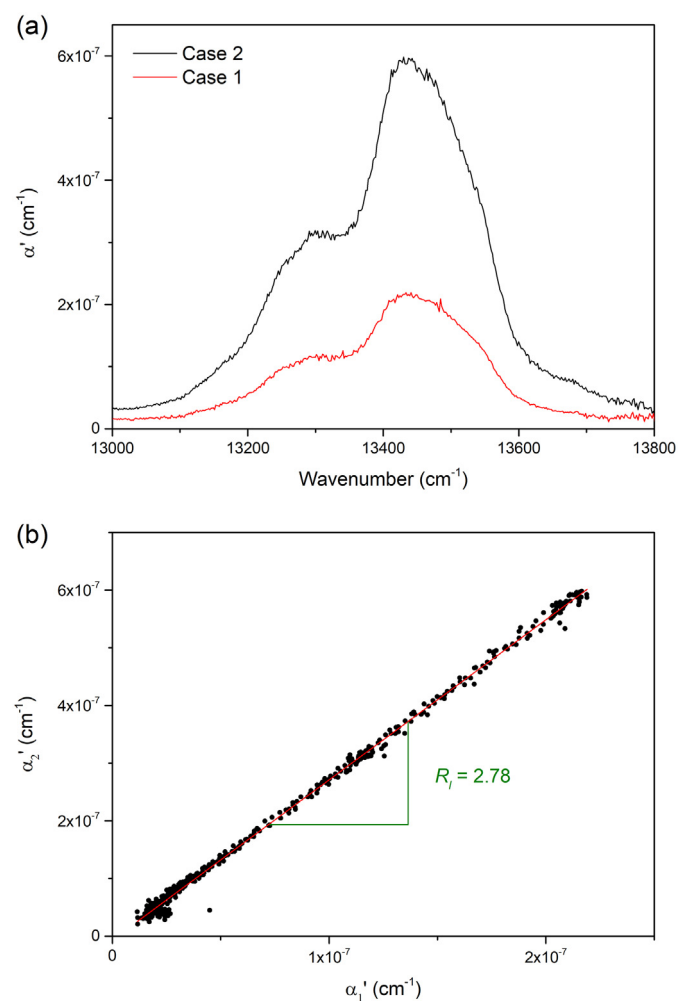 (a)
Case 2
Case 1
6x10⁻⁷
4x10⁻⁷
2x10⁻⁷
0
α' (cm⁻¹)
13000 13200 13400 13600 13800
Wavenumber (cm⁻¹)
(b)
6x10⁻⁷
4x10⁻⁷
2x10⁻⁷
0
α₂' (cm⁻¹)
R_l = 2.78
0 1x10⁻⁷ 2x10⁻⁷
α₁' (cm⁻¹)